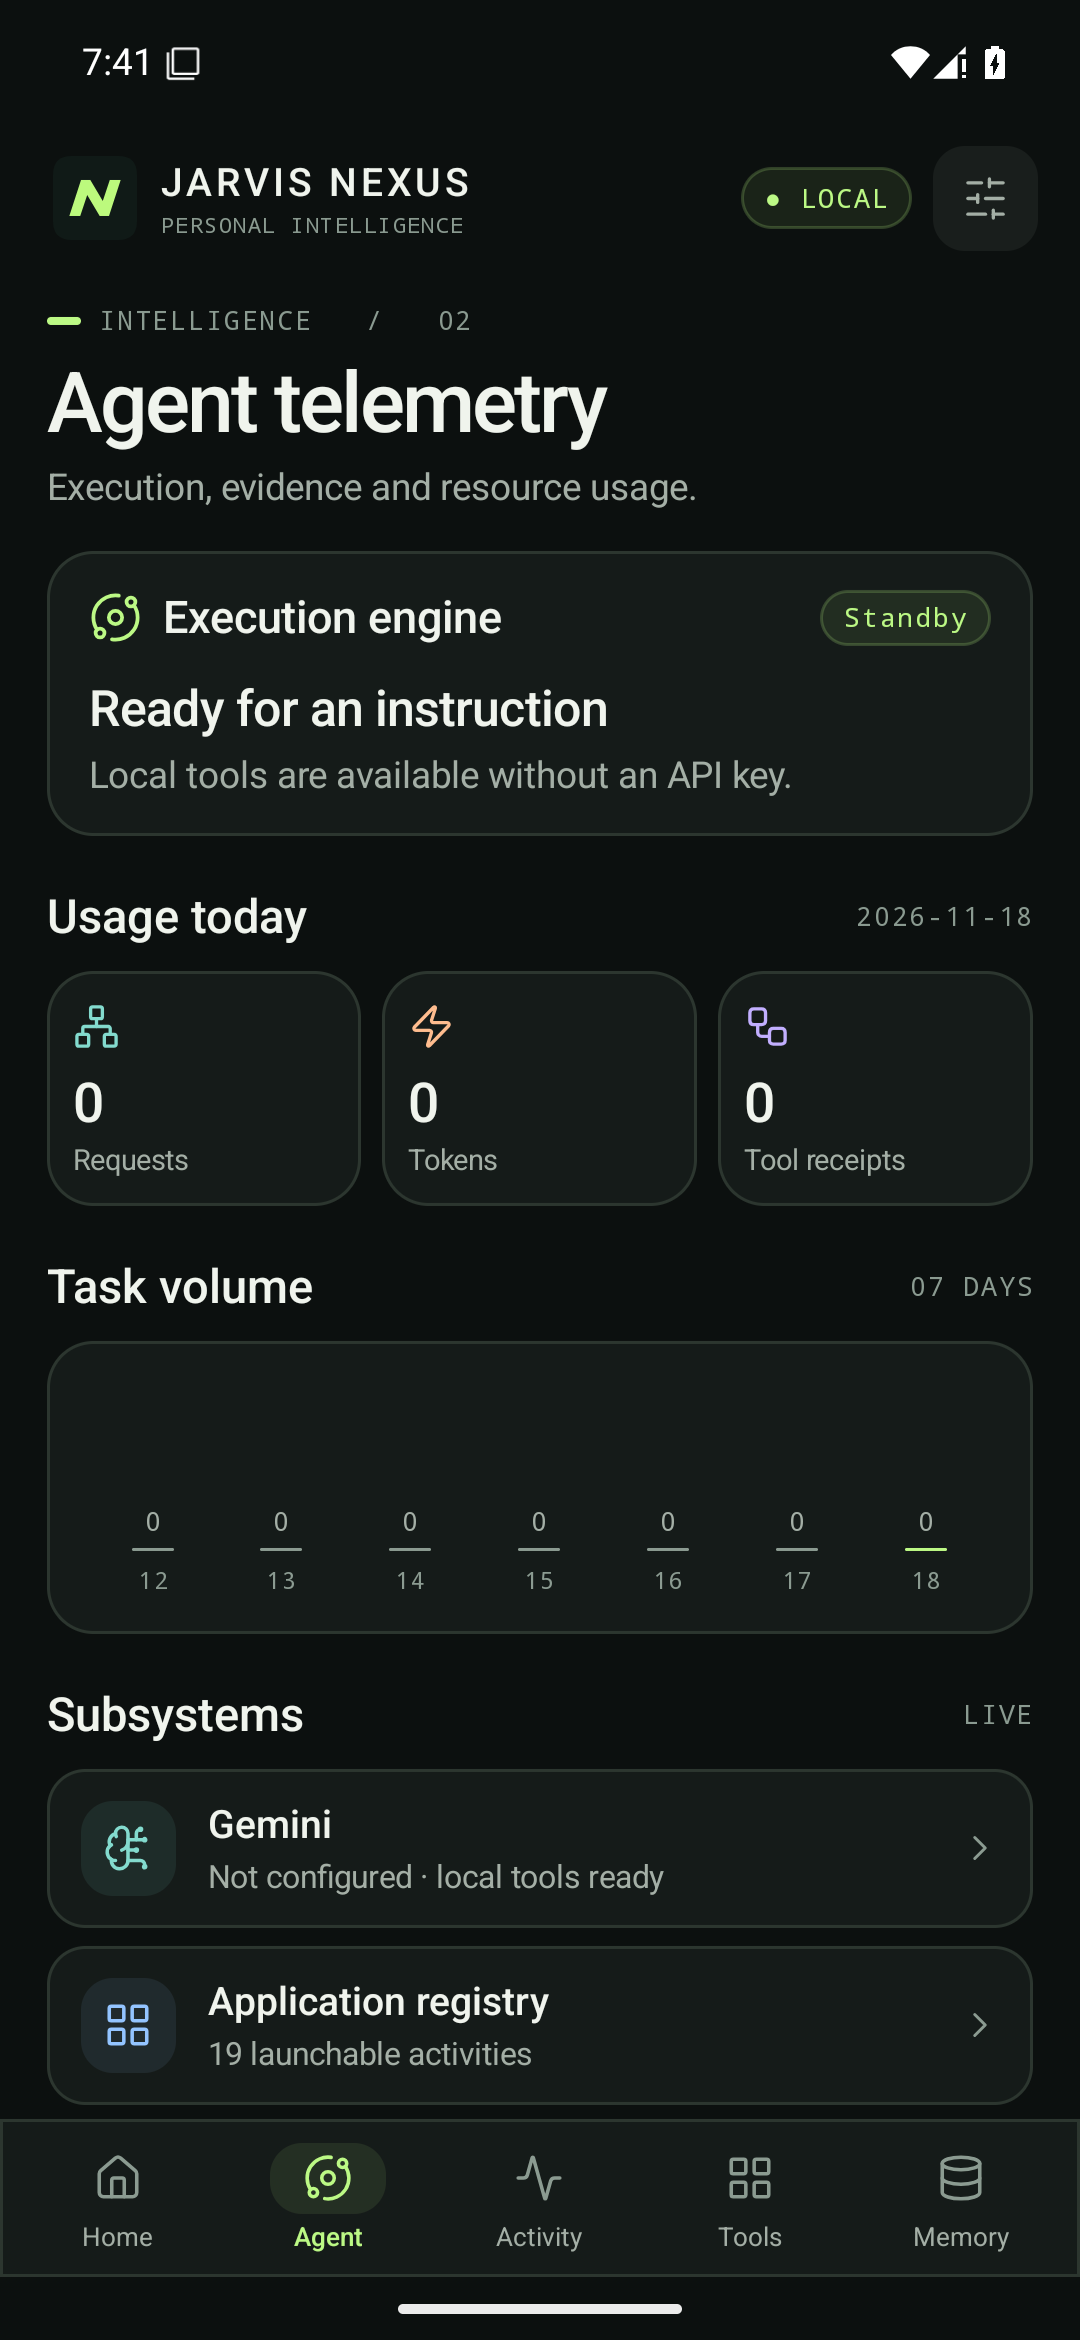 7:41
JARVIS NEXUS
PERSONAL INTELLIGENCE
LOCAL
INTELLIGENCE / 02
Agent telemetry
Execution, evidence and resource usage.
Execution engine
Standby
Ready for an instruction
Local tools are available without an API key.
Usage today
2026-11-18
0
Requests
0
Tokens
0
Tool receipts
Task volume
07 DAYS
0 0 0 0 0 0 0
12 13 14 15 16 17 18
Subsystems
LIVE
Gemini
Not configured · local tools ready
Application registry
19 launchable activities
Home
Agent
Activity
Tools
Memory